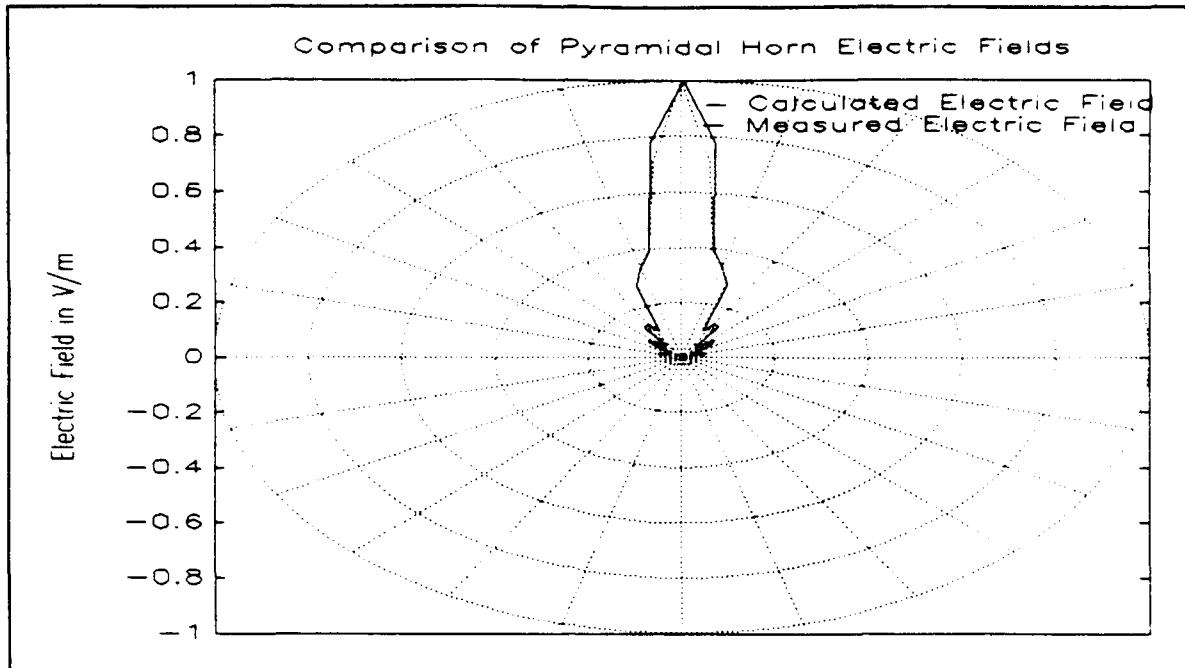 Comparison of Pyramidal Horn Electric Fields
— Calculated Electric Field
— Measured Electric Field
Electric Field in V/m
1
0.8
0.6
0.4
0.2
0
−0.2
−0.4
−0.6
−0.8
−1